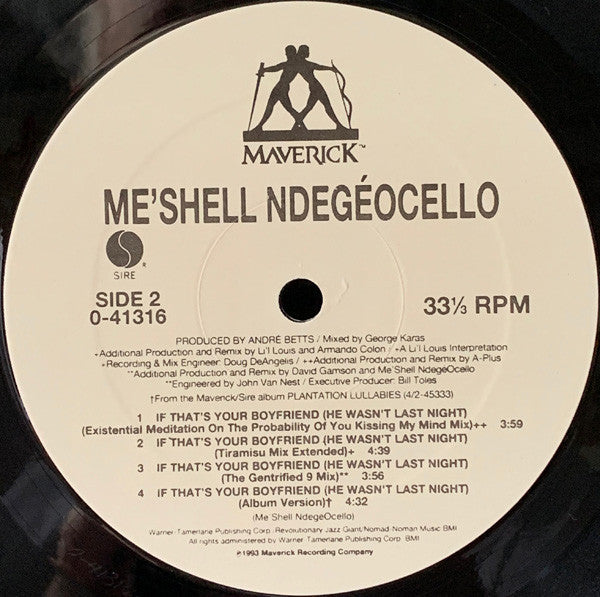 MAVERICK™
ME'SHELL NDEGÉOCELLO
S
SIRE ®
SIDE 2
0-41316
33⅓ RPM
PRODUCED BY ANDRÉ BETTS / Mixed by George Karas
+Additional Production and Remix by Li'l Louis and Armando Colon / +A Li'l Louis Interpretation
+Recording & Mix Engineer: Doug DeAngelis / ++Additional Production and Remix by A-Plus
**Additional Production and Remix by David Gamson and Me'Shell NdegéOcello
**Engineered by John Van Nest / Executive Producer: Bill Toles
†From the Maverick/Sire album PLANTATION LULLABIES (4/2-45333)
1 IF THAT'S YOUR BOYFRIEND (HE WASN'T LAST NIGHT)
(Existential Meditation On The Probability Of You Kissing My Mind Mix)++ 3:59
2 IF THAT'S YOUR BOYFRIEND (HE WASN'T LAST NIGHT)
(Tiramisu Mix Extended)+ 4:39
3 IF THAT'S YOUR BOYFRIEND (HE WASN'T LAST NIGHT)
(The Gentrified 9 Mix)** 3:56
4 IF THAT'S YOUR BOYFRIEND (HE WASN'T LAST NIGHT)
(Album Version)† 4:32
(Me'Shell NdegéOcello)
Warner-Tamerlane Publishing Corp./Revolutionary Jazz Giant/Nomad-Noman Music BMI
All rights administered by Warner-Tamerlane Publishing Corp. BMI
℗1993 Maverick Recording Company